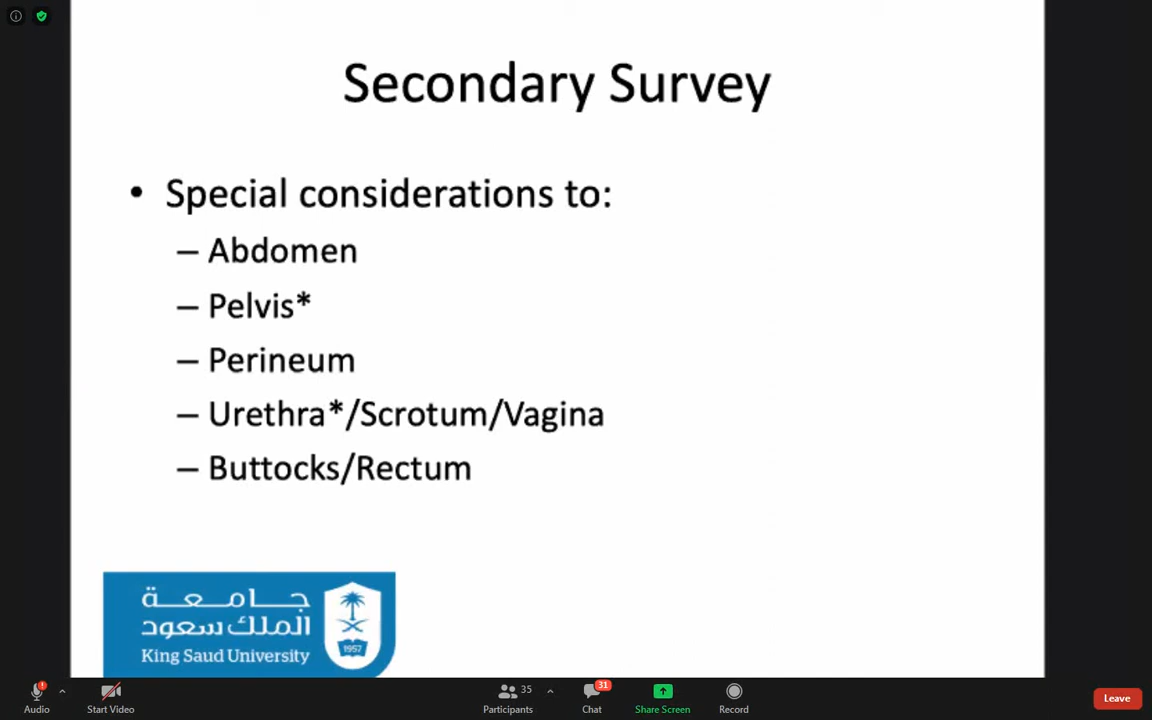 Secondary Survey
• Special considerations to:
– Abdomen
– Pelvis*
– Perineum
– Urethra*/Scrotum/Vagina
– Buttocks/Rectum
جامعة
الملك سعود
King Saud University
1957
Audio
Start Video
Participants
35
Chat
31
Share Screen
Record
Leave